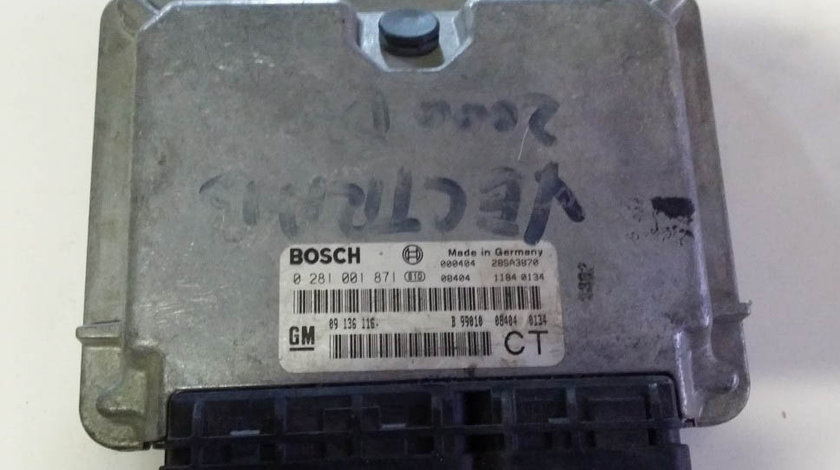 VECTRA B
BOSCH Made in Germany
000404 28SA3870
0 281 001 871 B10 08404 1184 0134
09 136 116. B 99010 08404 0134
GM CT